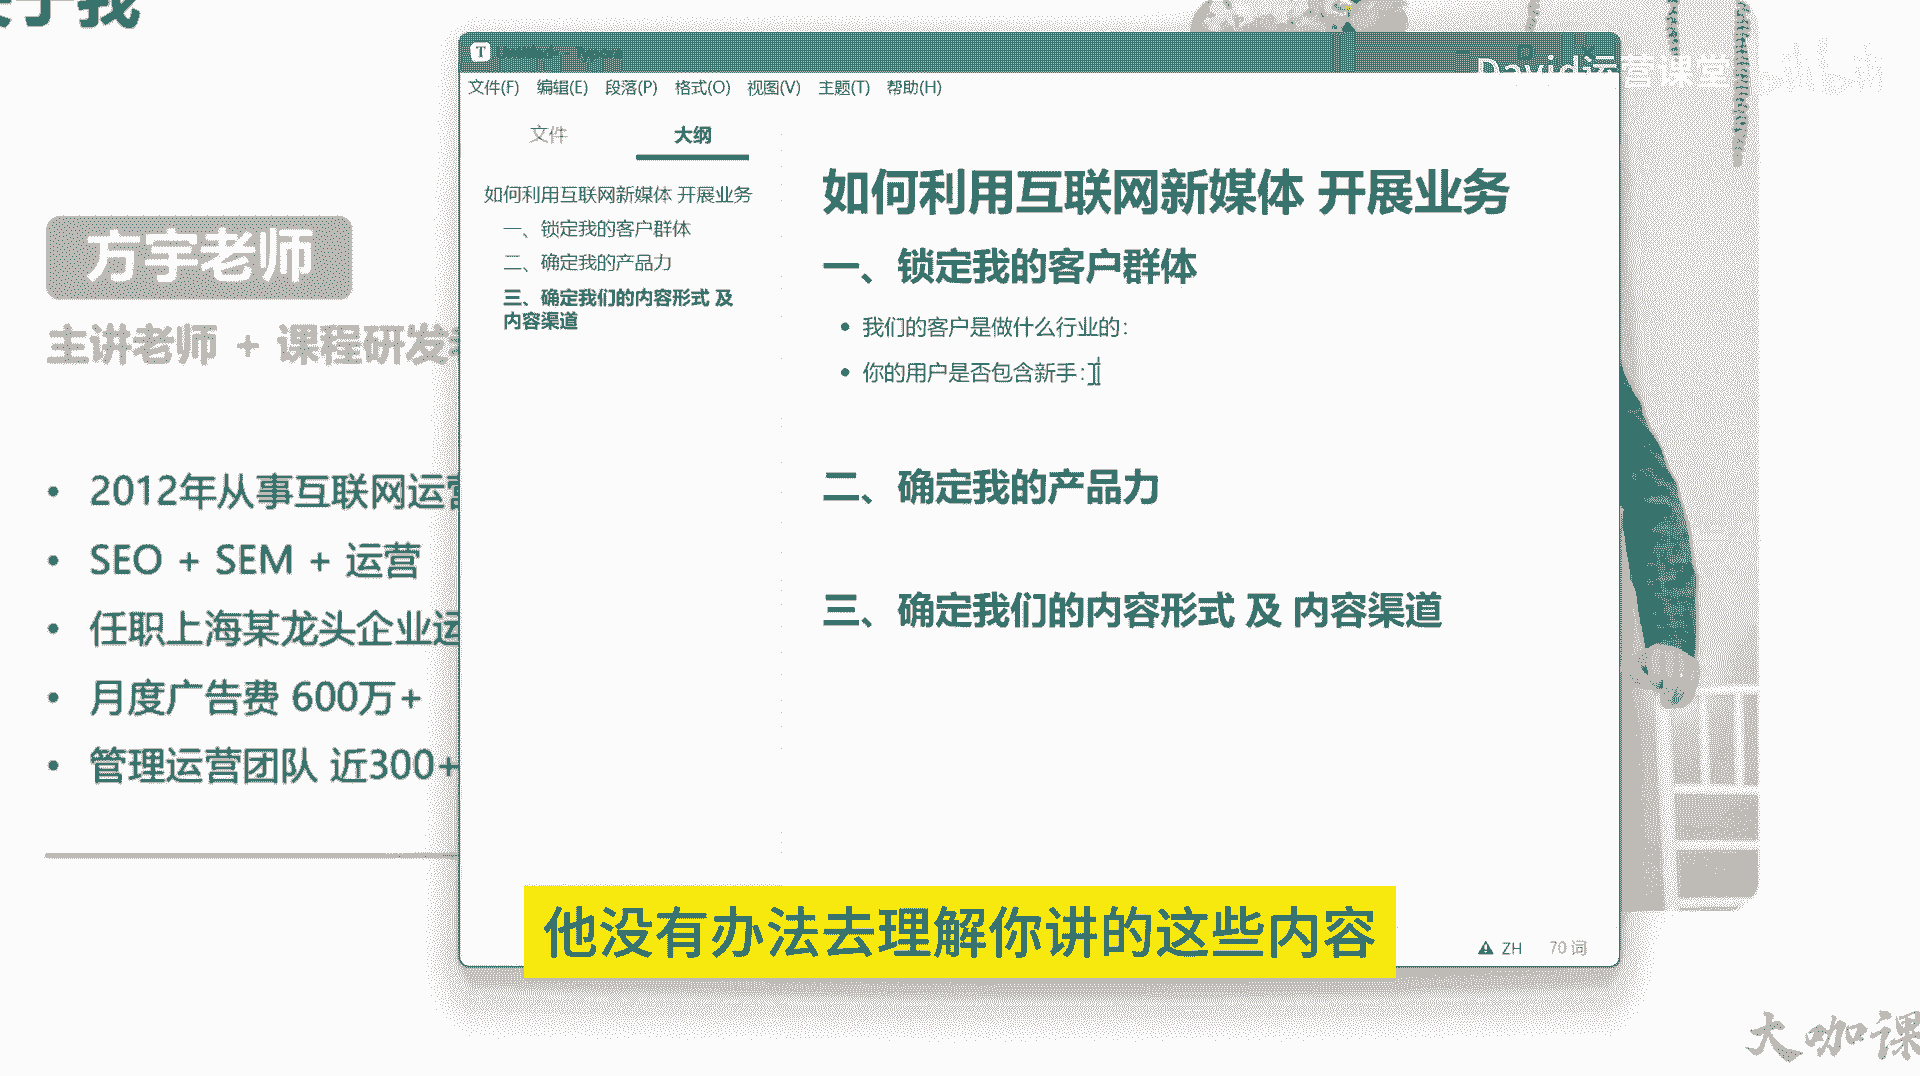 于我
David运营课堂
方宇老师
主讲老师 + 课程研发
2012年从事互联网运营
SEO + SEM + 运营
任职上海某龙头企业运
月度广告费 600万+
管理运营团队 近300+
文件(F) 编辑(E) 段落(P) 格式(O) 视图(V) 主题(T) 帮助(H)
文件 大纲
如何利用互联网新媒体 开展业务
一、锁定我的客户群体
二、确定我的产品力
三、确定我们的内容形式 及
内容渠道
如何利用互联网新媒体 开展业务
一、锁定我的客户群体
我们的客户是做什么行业的:
你的用户是否包含新手:
二、确定我的产品力
三、确定我们的内容形式 及 内容渠道
ZH 70 词
他没有办法去理解你讲的这些内容
大咖课